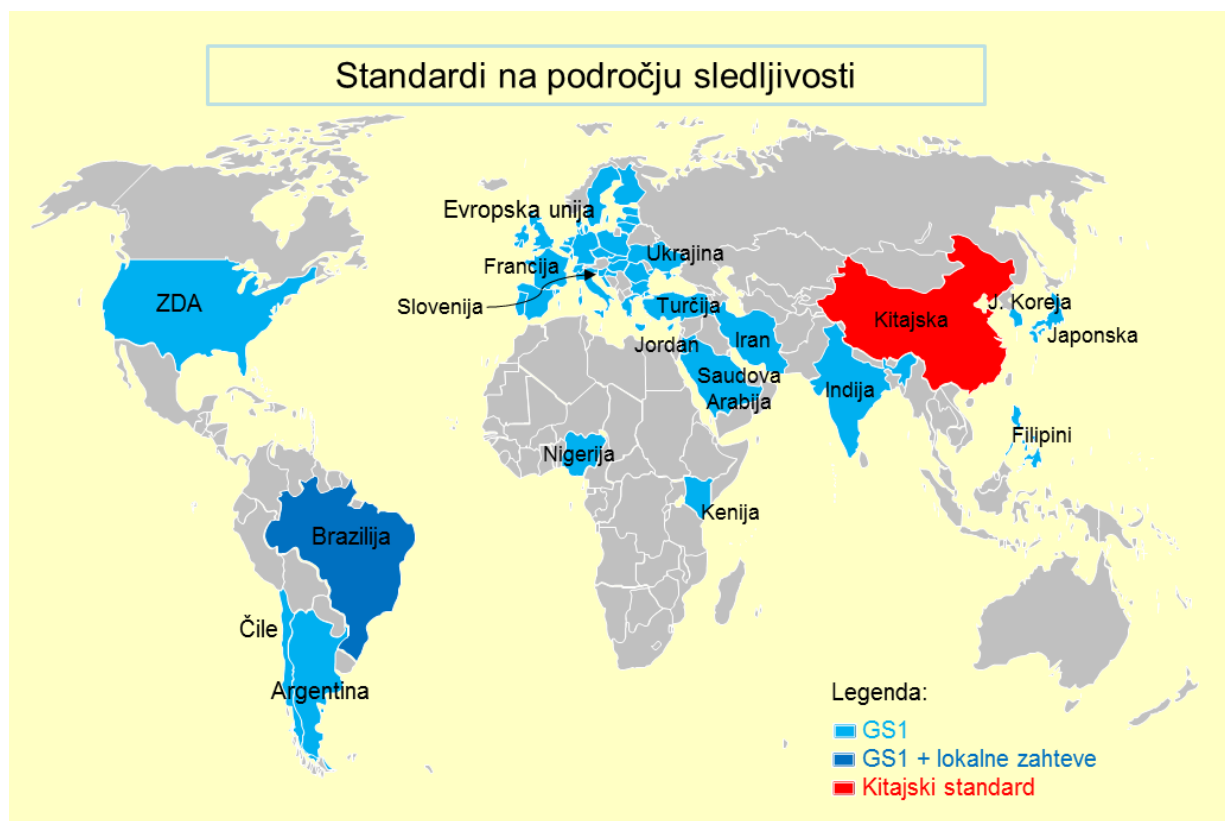 Standardi na področju sledljivosti
Evropska unija
Ukrajina
Francija
Slovenija
ZDA
Turčija
Kitajska
J. Koreja
Japonska
Iran
Jordan
Saudova
Arabija
Indija
Filipini
Nigerija
Kenija
Brazilija
Čile
Argentina
Legenda:
GS1
GS1 + lokalne zahteve
Kitajski standard